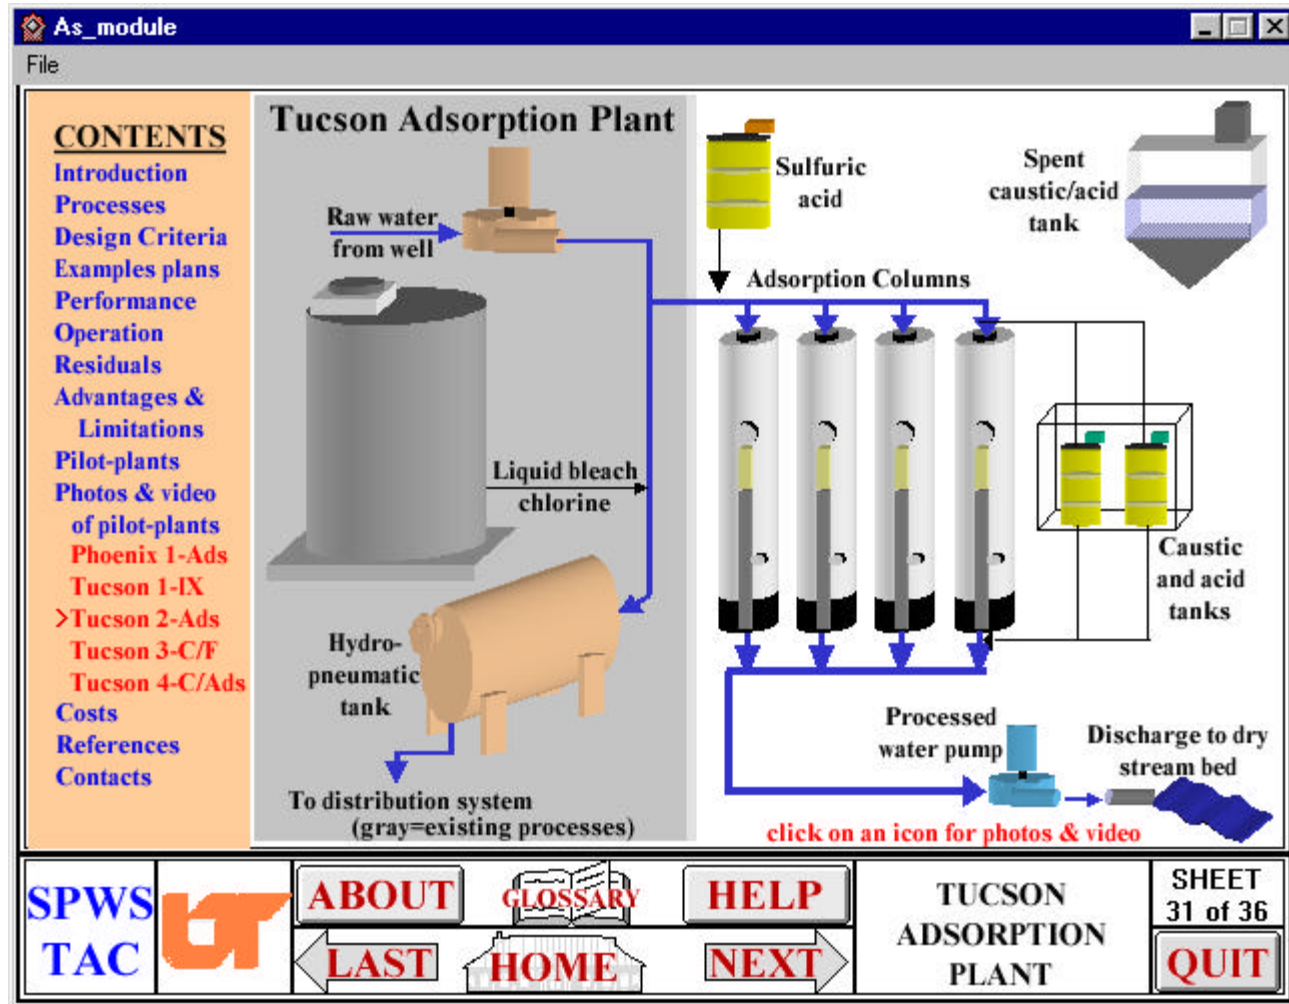 As_module
File
CONTENTS
Introduction
Processes
Design Criteria
Examples plans
Performance
Operation
Residuals
Advantages &
Limitations
Pilot-plants
Photos & video
of pilot-plants
Phoenix 1-Ads
Tucson 1-IX
>Tucson 2-Ads
Tucson 3-C/F
Tucson 4-C/Ads
Costs
References
Contacts
Tucson Adsorption Plant
Raw water
from well
Liquid bleach
chlorine
Hydro-
pneumatic
tank
To distribution system
(gray=existing processes)
Sulfuric
acid
Spent
caustic/acid
tank
Adsorption Columns
Caustic
and acid
tanks
Processed
water pump
Discharge to dry
stream bed
click on an icon for photos & video
SPWS
TAC
UT
ABOUT
GLOSSARY
HELP
LAST
HOME
NEXT
TUCSON
ADSORPTION
PLANT
SHEET
31 of 36
QUIT